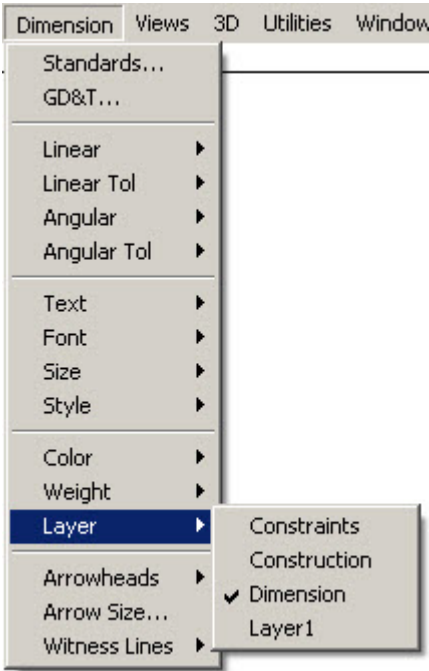 Dimension Views 3D Utilities Window
Standards...
GD&T...
Linear
Linear Tol
Angular
Angular Tol
Text
Font
Size
Style
Color
Weight
Layer
Constraints
Construction
Dimension
Layer1
Arrowheads
Arrow Size...
Witness Lines